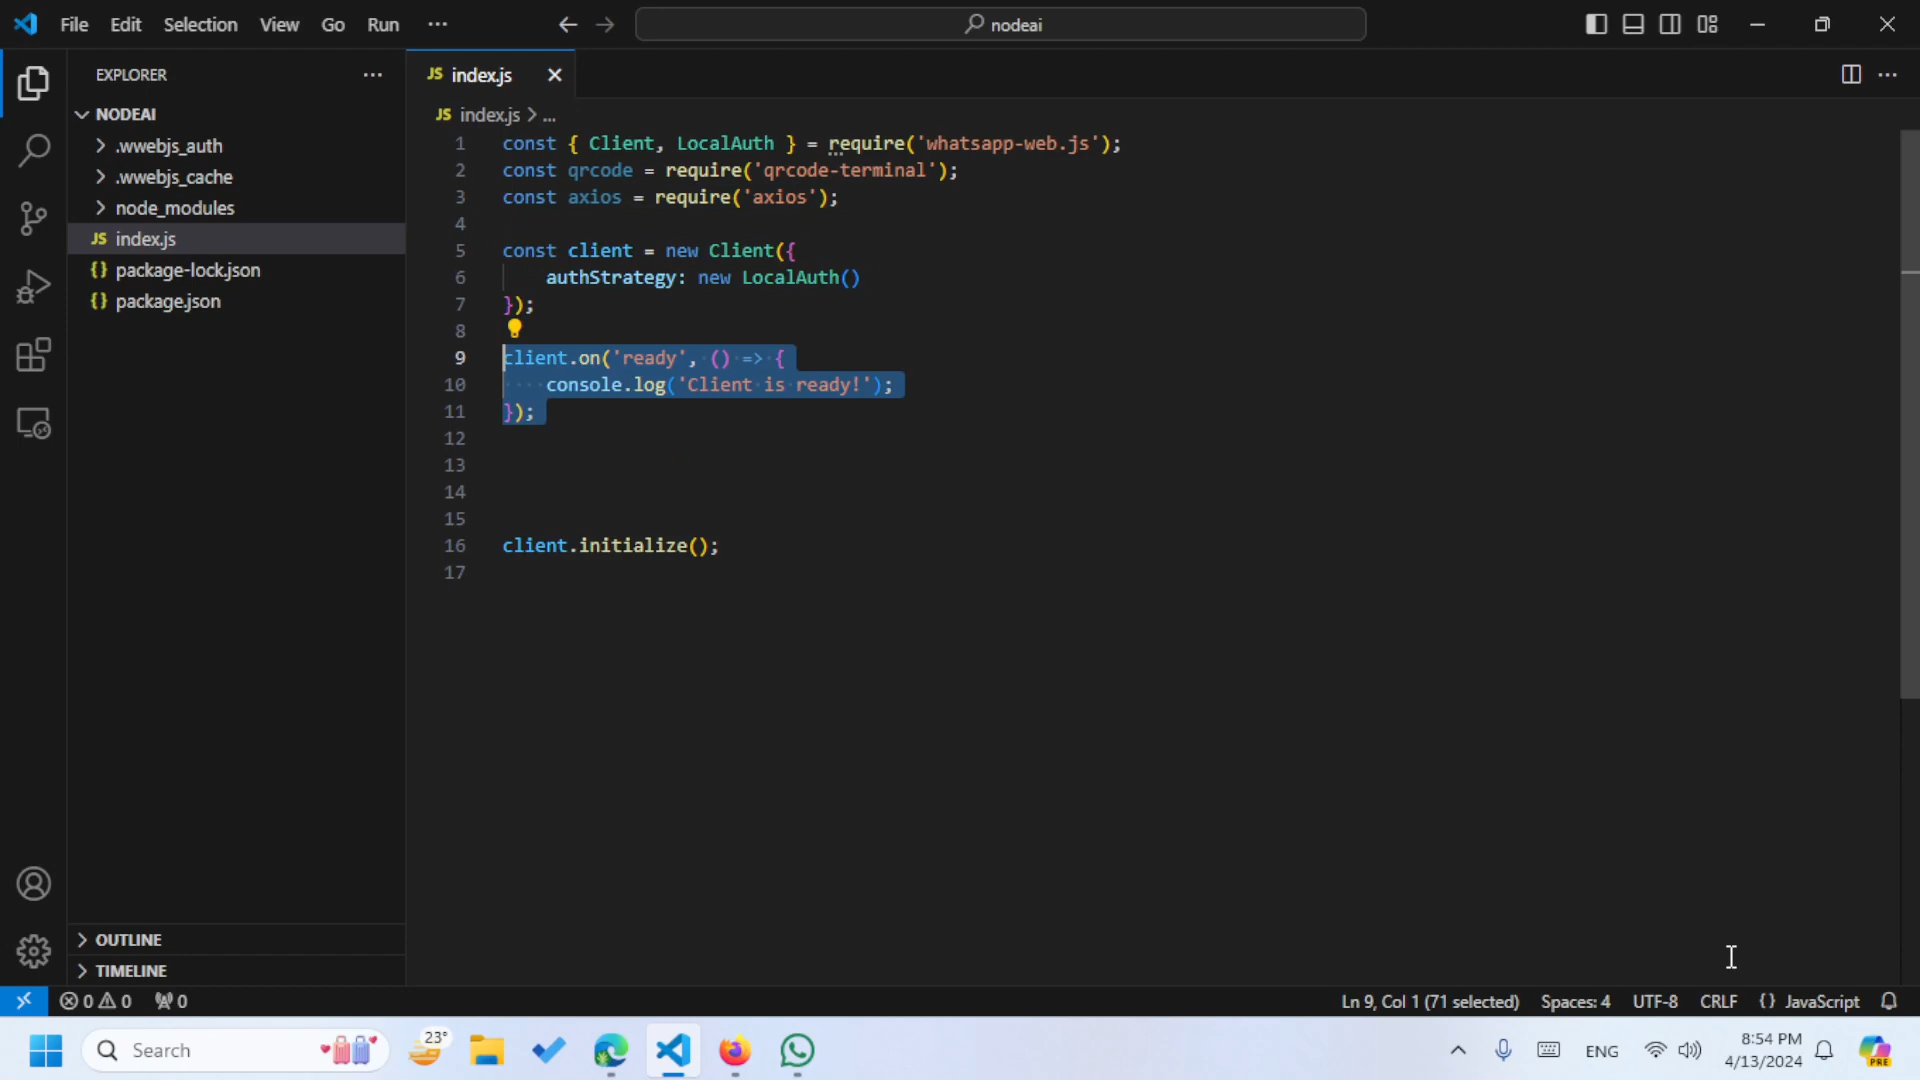 File Edit Selection View Go Run ··· nodeai
EXPLORER ···
NODEAI
.wwebjs_auth
.wwebjs_cache
node_modules
JS index.js
{} package-lock.json
{} package.json
OUTLINE
TIMELINE
JS index.js
JS index.js > ...
1 const { Client, LocalAuth } = require('whatsapp-web.js');
2 const qrcode = require('qrcode-terminal');
3 const axios = require('axios');
4
5 const client = new Client({
6 authStrategy: new LocalAuth()
7 });
8
9 client.on('ready', () => {
10 console.log('Client is ready!');
11 });
12
13
14
15
16 client.initialize();
17
0 0 0 Ln 9, Col 1 (71 selected) Spaces: 4 UTF-8 CRLF {} JavaScript
Search 23° ENG 8:54 PM
4/13/2024 PRE